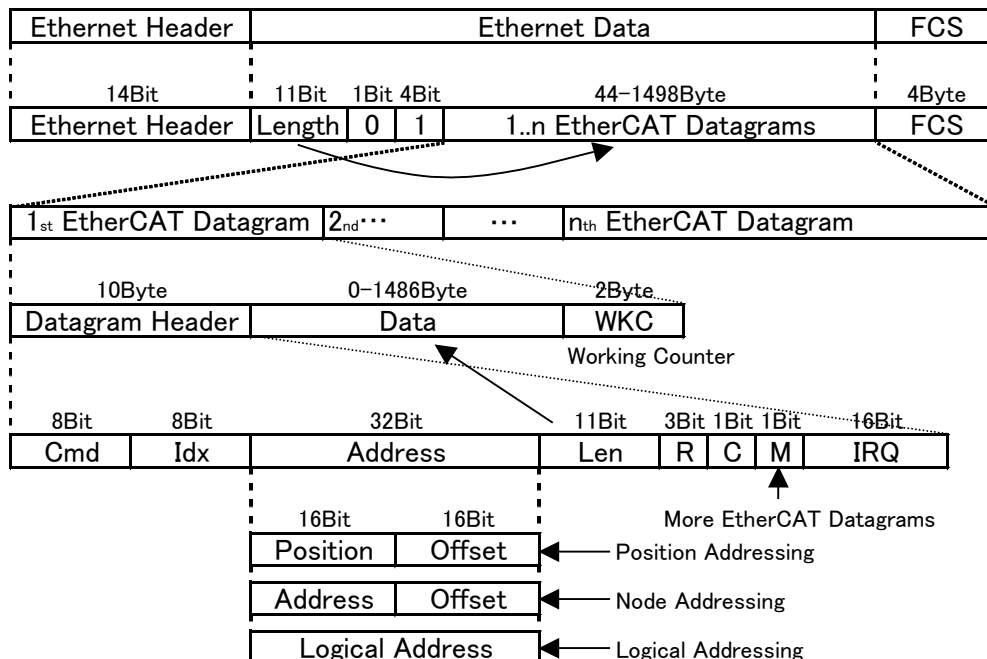 Ethernet Header Ethernet Data FCS
14Bit 11Bit 1Bit 4Bit 44-1498Byte 4Byte
Ethernet Header Length 0 1 1..n EtherCAT Datagrams FCS
1st EtherCAT Datagram 2nd⋯ ⋯ nth EtherCAT Datagram
10Byte 0-1486Byte 2Byte
Datagram Header Data WKC
Working Counter
8Bit 8Bit 32Bit 11Bit 3Bit 1Bit 1Bit 16Bit
Cmd Idx Address Len R C M IRQ
More EtherCAT Datagrams
16Bit 16Bit
Position Offset Position Addressing
Address Offset Node Addressing
Logical Address Logical Addressing